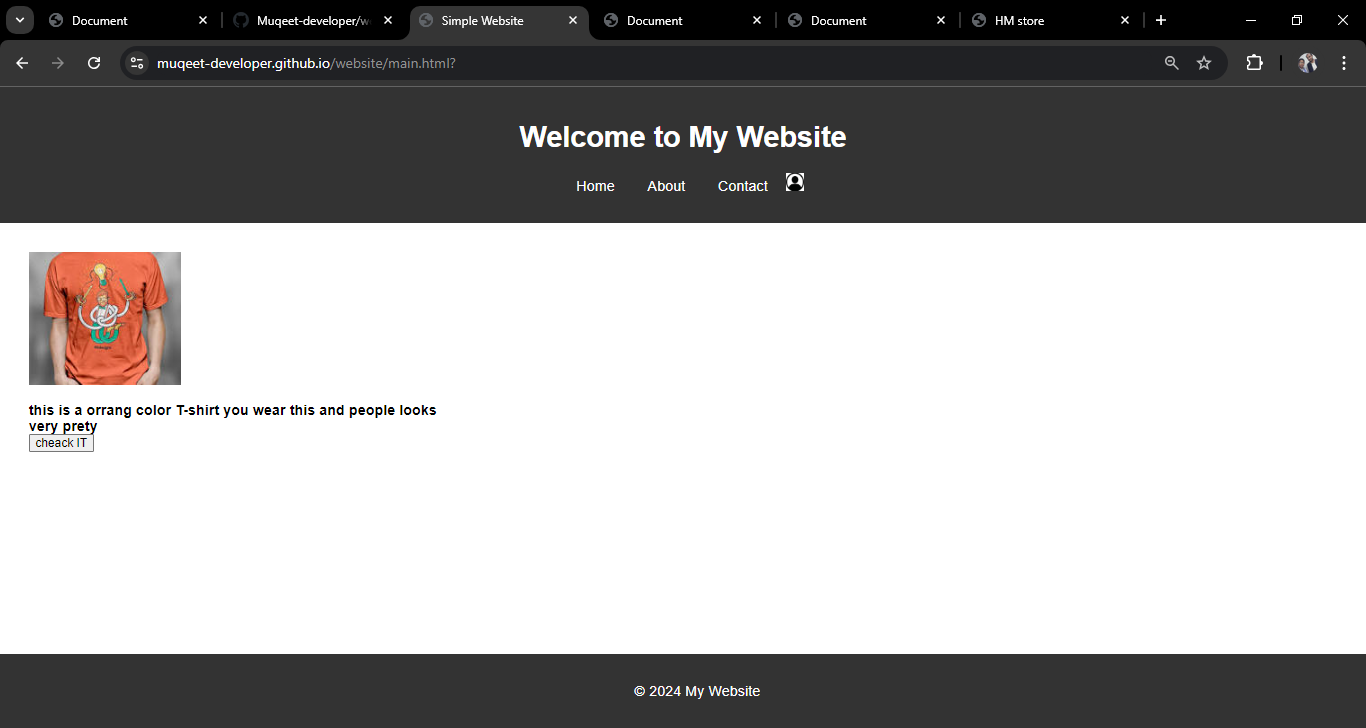 Document
Muqeet-developer/w
Simple Website
Document
Document
HM store
muqeet-developer.github.io/website/main.html?
Welcome to My Website
Home About Contact
this is a orrang color T-shirt you wear this and people looks
very prety
cheack IT
© 2024 My Website